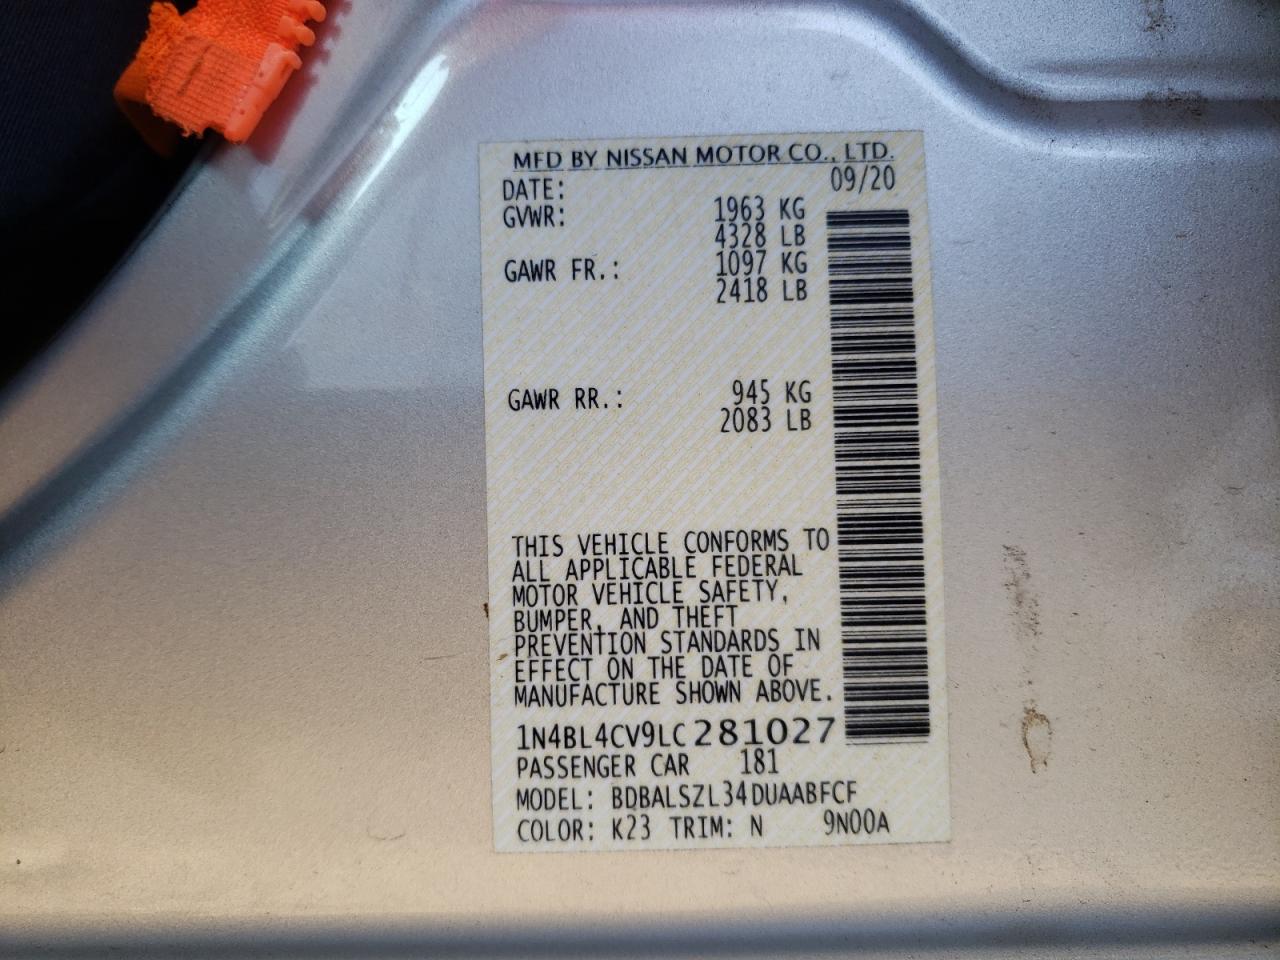 MFD BY NISSAN MOTOR CO., LTD.
DATE: 09/20
GVWR: 1963 KG
4328 LB
GAWR FR.: 1097 KG
2418 LB
GAWR RR.: 945 KG
2083 LB
THIS VEHICLE CONFORMS TO
ALL APPLICABLE FEDERAL
MOTOR VEHICLE SAFETY,
BUMPER, AND THEFT
PREVENTION STANDARDS IN
EFFECT ON THE DATE OF
MANUFACTURE SHOWN ABOVE.
1N4BL4CV9LC281027
PASSENGER CAR 181
MODEL: BDBALSZL34DUAABFCF
COLOR: K23 TRIM: N 9N00A